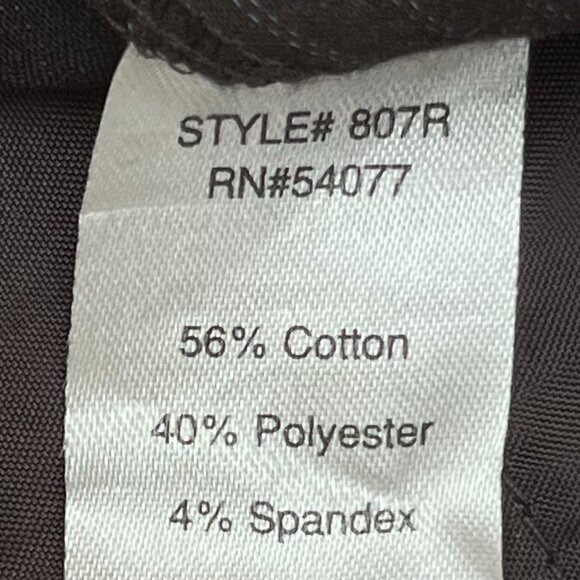 STYLE# 807R
RN#54077
56% Cotton
40% Polyester
4% Spandex